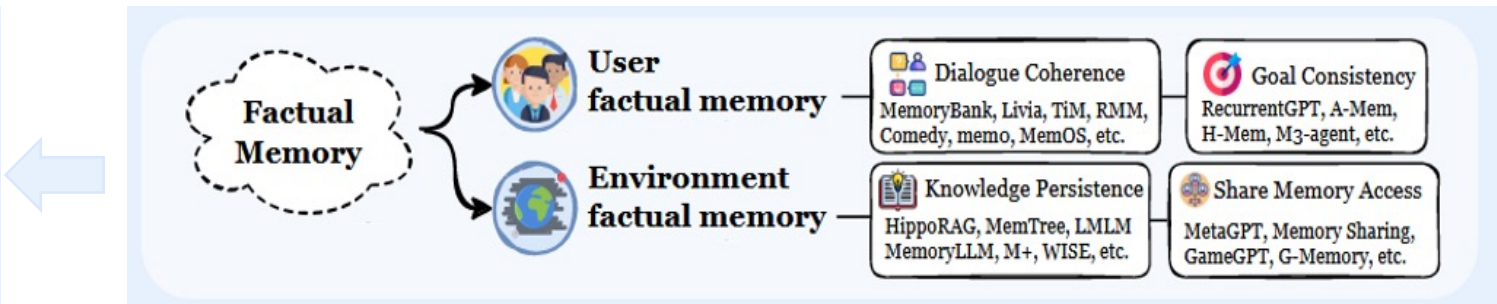 Factual
Memory
User
factual memory
Dialogue Coherence
MemoryBank, Livia, TiM, RMM,
Comedy, memo, MemOS, etc.
Goal Consistency
RecurrentGPT, A-Mem,
H-Mem, M3-agent, etc.
Environment
factual memory
Knowledge Persistence
HippoRAG, MemTree, LMLM
MemoryLLM, M+, WISE, etc.
Share Memory Access
MetaGPT, Memory Sharing,
GameGPT, G-Memory, etc.